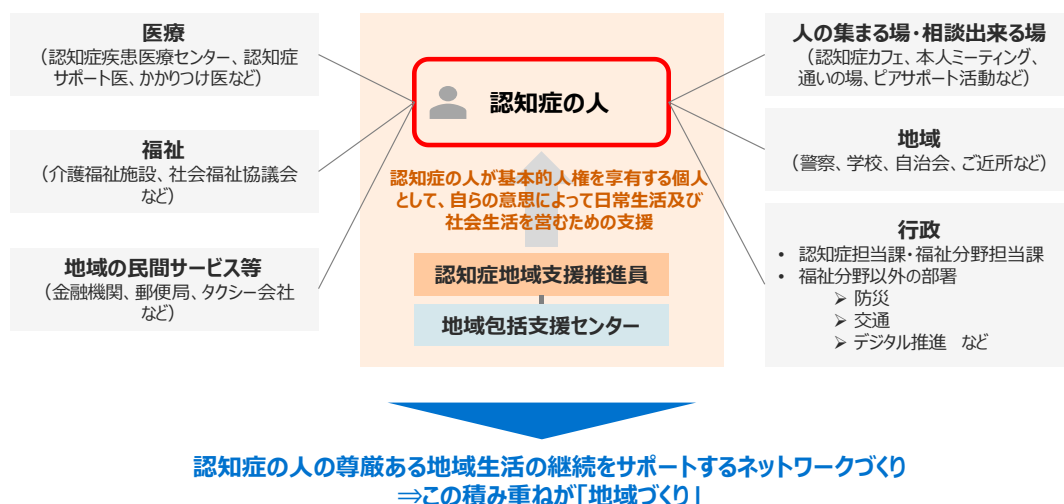 医療
（認知症疾患医療センター、認知症
サポート医、かかりつけ医など）
福祉
（介護福祉施設、社会福祉協議会
など）
地域の民間サービス等
（金融機関、郵便局、タクシー会社
など）
認知症の人
認知症の人が基本的人権を享有する個人
として、自らの意思によって日常生活及び
社会生活を営むための支援
認知症地域支援推進員
地域包括支援センター
人の集まる場・相談出来る場
（認知症カフェ、本人ミーティング、
通いの場、ピアサポート活動など）
地域
（警察、学校、自治会、ご近所など）
行政
• 認知症担当課・福祉分野担当課
• 福祉分野以外の部署
➢ 防災
➢ 交通
➢ デジタル推進　など
認知症の人の尊厳ある地域生活の継続をサポートするネットワークづくり
⇒この積み重ねが「地域づくり」